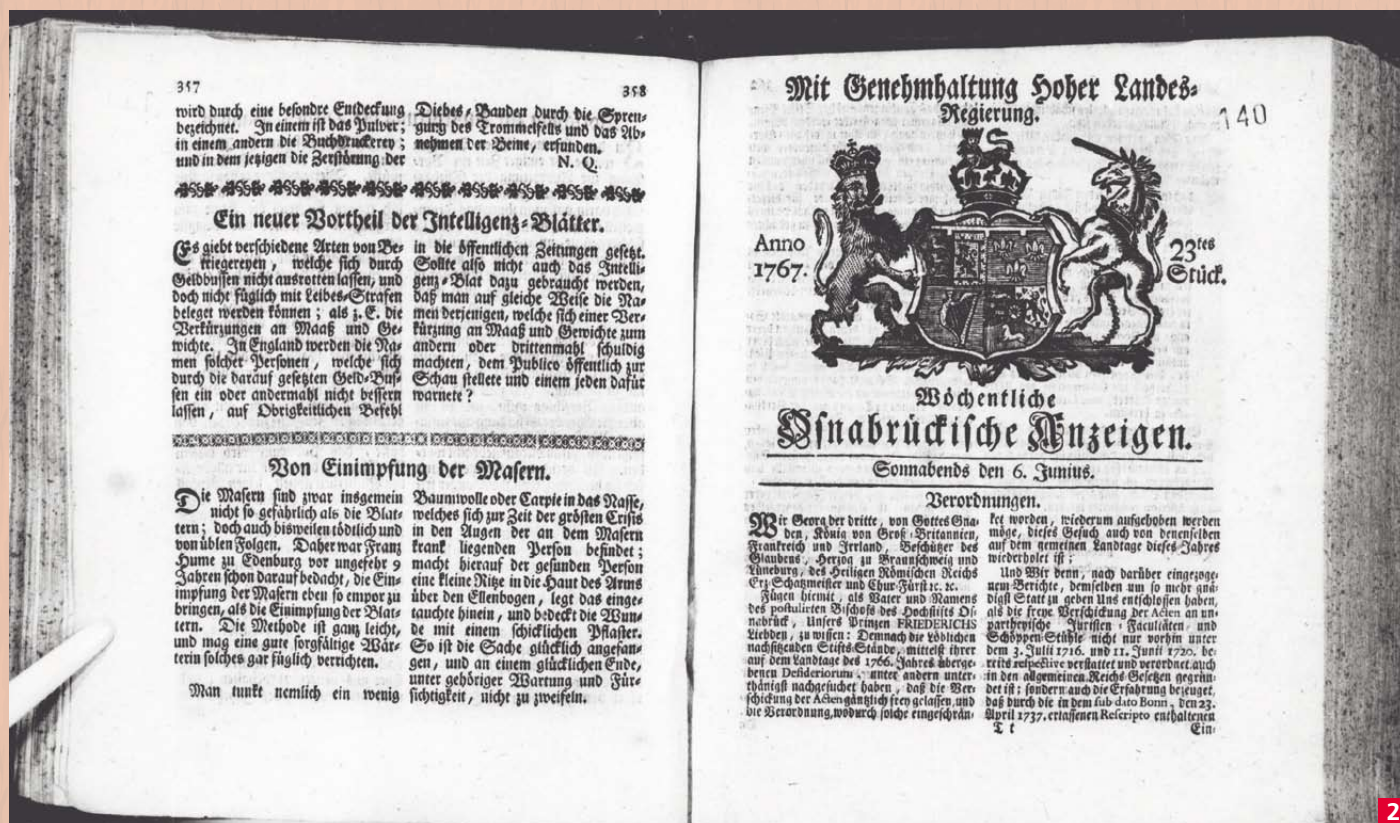 357
358
wird durch eine besondre Entdeckung
bezeichnet. In einem ist das Pulver;
in einem andern die Buchdruckerey;
und in dem jetzigen die Zerstörung der
Diebes-Banden durch die Spren-
gung des Trommelfells und das Ab-
nehmen der Beine, erfunden.
N. Q.
Ein neuer Vortheil der Intelligenz-Blätter.
Es giebt verschiedene Arten von Be-
triegereyen, welche sich durch
Geldbussen nicht ausrotten lassen, und
doch nicht füglich mit Leibes-Strafen
beleget werden können; als z. E. die
Verkürzungen an Maaß und Ge-
wichte. In England werden die Na-
men solcher Personen, welche sich
durch die darauf gesetzten Geld-Bus-
sen ein oder andermahl nicht bessern
lassen, auf Obrigkeitlichen Befehl
in die öffentlichen Zeitungen gesetzt.
Sollte also nicht auch das Intelli-
genz-Blat dazu gebraucht werden,
daß man auf gleiche Weise die Na-
men derjenigen, welche sich einer Ver-
kürzung an Maaß und Gewichte zum
andern oder drittenmahl schuldig
machten, dem Publico öffentlich zur
Schau stellete und einem jeden dafür
warnete?
Von Einimpfung der Masern.
Die Masern sind zwar insgemein
nicht so gefährlich als die Blat-
tern; doch auch bisweilen tödtlich und
von üblen Folgen. Daher war Franz
Hume zu Edenburg vor ungefehr 9
Jahren schon darauf bedacht, die Ein-
impfung der Masern eben so empor zu
bringen, als die Einimpfung der Blat-
tern. Die Methode ist ganz leicht,
und mag eine gute sorgfältige Wär-
terin solches gar füglich verrichten.
Man tunkt nemlich ein wenig
Baumwolle oder Carpie in das Nasse,
welches sich zur Zeit der grösten Crisis
in den Augen der an dem Masern
krank liegenden Person befindet;
macht hierauf der gesunden Person
eine kleine Ritze in die Haut des Arms
über den Ellenbogen, legt das einge-
tauchte hinein, und bedeckt die Wun-
de mit einem schicklichen Pflaster.
So ist die Sache glücklich angefan-
gen, und an einem glücklichen Ende,
unter gehöriger Wartung und Für-
sichtigkeit, nicht zu zweifeln.
Mit Genehmhaltung Hoher Landes-
Regierung.
140
Anno
1767.
23tes
Stück.
Wöchentliche
Osnabrückische Anzeigen.
Sonnabends den 6. Junius.
Verordnungen.
Wir Georg der dritte, von Gottes Gna-
den, König von Groß-Britannien,
Frankreich und Irrland, Beschützer des
Glaubens, Herzog zu Braunschweig und
Lüneburg, des Heiligen Römischen Reichs
Erz-Schatzmeister und Chur-Fürst ꝛc. ꝛc.
Fügen hiemit, als Vater und Namens
des postulirten Bischofs des Hochstifts Os-
nabrück, Unsers Prinzen FRIEDERICHS
Liebden, zu wissen: Demnach die Löblichen
nachsitzenden Stifts-Stände, mittelst ihrer
auf dem Landtage des 1766. Jahres überge-
benen Desideriorum, unter andern unter-
thänigst nachgesuchet haben, daß die Ver-
schickung der Acten gäntzlich frey gelassen, und
die Verordnung, wodurch solche eingeschrän-
ket worden, wiederum aufgehoben werden
möge, dieses Gesuch auch von denenselben
auf dem gemeinen Landtage dieses Jahres
wiederholet ist;
Und Wir denn, nach darüber eingezoge-
nem Berichte, demselben um so mehr gnä-
digst Statt zu geben Uns entschlossen haben,
als die freye Verschickung der Acten an un-
partheyische Juristen-Facultäten und
Schöppen-Stühle nicht nur vorhin unter
dem 3. Julii 1716. und 11. Junii 1720. be-
reits respective verstattet und verordnet, auch
in den allgemeinen Reichs Gesetzen gegrün-
det ist; sondern auch die Erfahrung bezeuget,
daß durch die in dem sub dato Bonn, den 23.
April 1737. erlassenen Rescripto enthaltenen
T t
Ein-
2